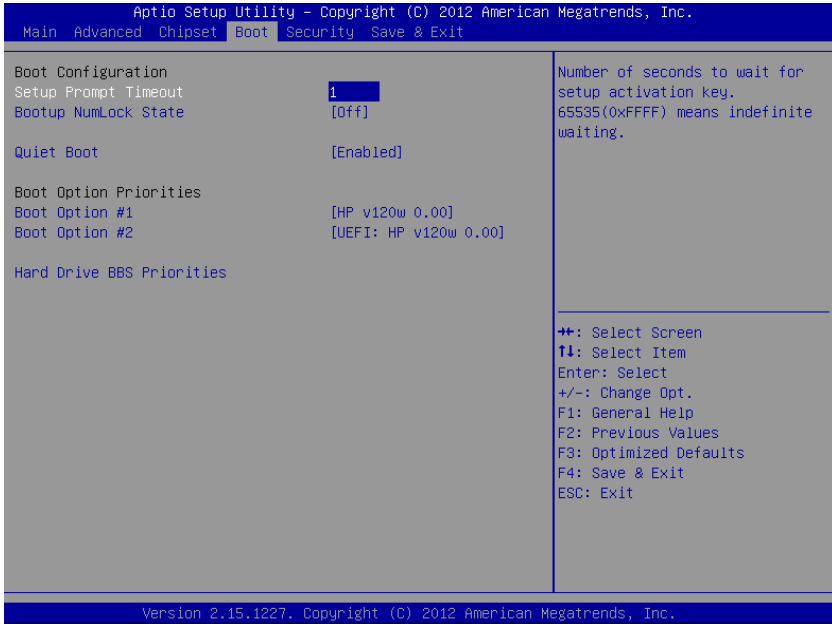 Aptio Setup Utility – Copyright (C) 2012 American Megatrends, Inc.
Main Advanced Chipset Boot Security Save & Exit
Boot Configuration
Setup Prompt Timeout 1
Bootup NumLock State [Off]
Quiet Boot [Enabled]
Boot Option Priorities
Boot Option #1 [HP v120w 0.00]
Boot Option #2 [UEFI: HP v120w 0.00]
Hard Drive BBS Priorities
Number of seconds to wait for
setup activation key.
65535(0xFFFF) means indefinite
waiting.
→←: Select Screen
↑↓: Select Item
Enter: Select
+/-: Change Opt.
F1: General Help
F2: Previous Values
F3: Optimized Defaults
F4: Save & Exit
ESC: Exit
Version 2.15.1227. Copyright (C) 2012 American Megatrends, Inc.